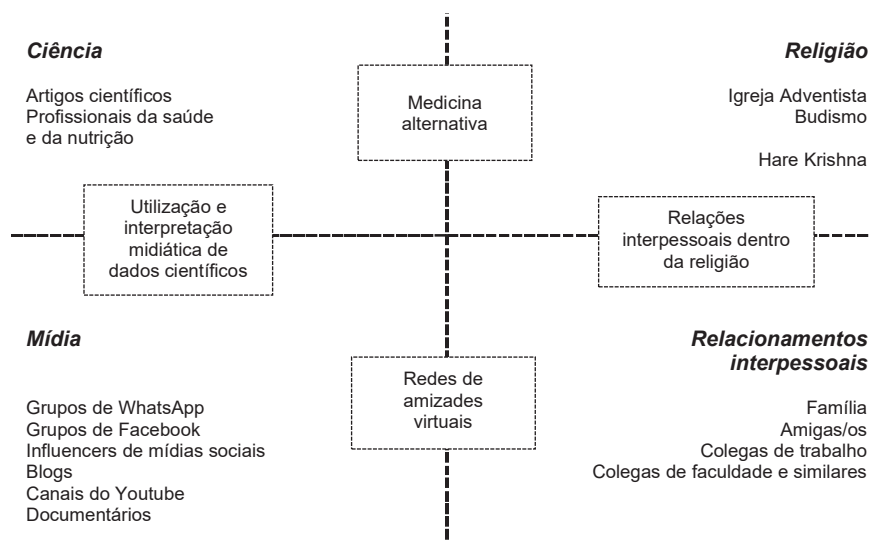 Ciência
Artigos científicos
Profissionais da saúde
e da nutrição
Medicina
alternativa
Religião
Igreja Adventista
Budismo
Hare Krishna
Utilização e
interpretação
midiática de
dados científicos
Relações
interpessoais dentro
da religião
Mídia
Grupos de WhatsApp
Grupos de Facebook
Influencers de mídias sociais
Blogs
Canais do Youtube
Documentários
Redes de
amizades
virtuais
Relacionamentos
interpessoais
Família
Amigas/os
Colegas de trabalho
Colegas de faculdade e similares